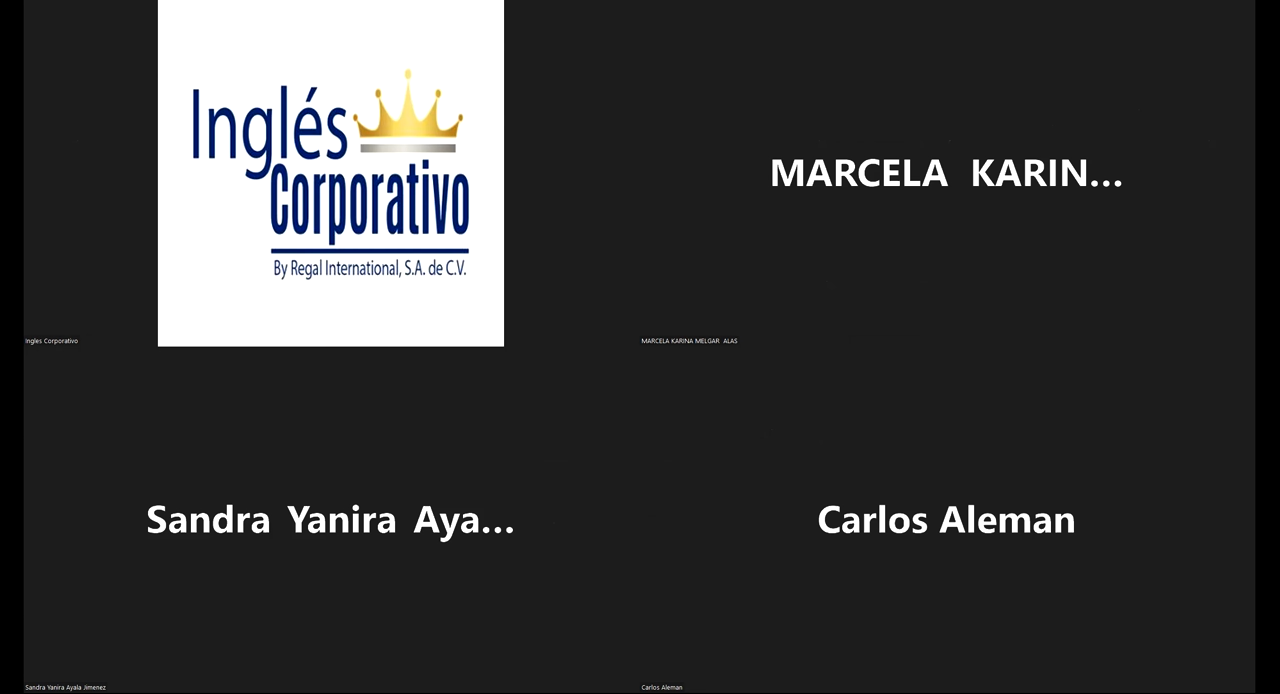 Inglés
Corporativo
By Regal International, S.A. de C.V.
Ingles Corporativo
MARCELA KARIN...
MARCELA KARINA MELGAR ALAS
Sandra Yanira Aya...
Sandra Yanira Ayala Jimenez
Carlos Aleman
Carlos Aleman